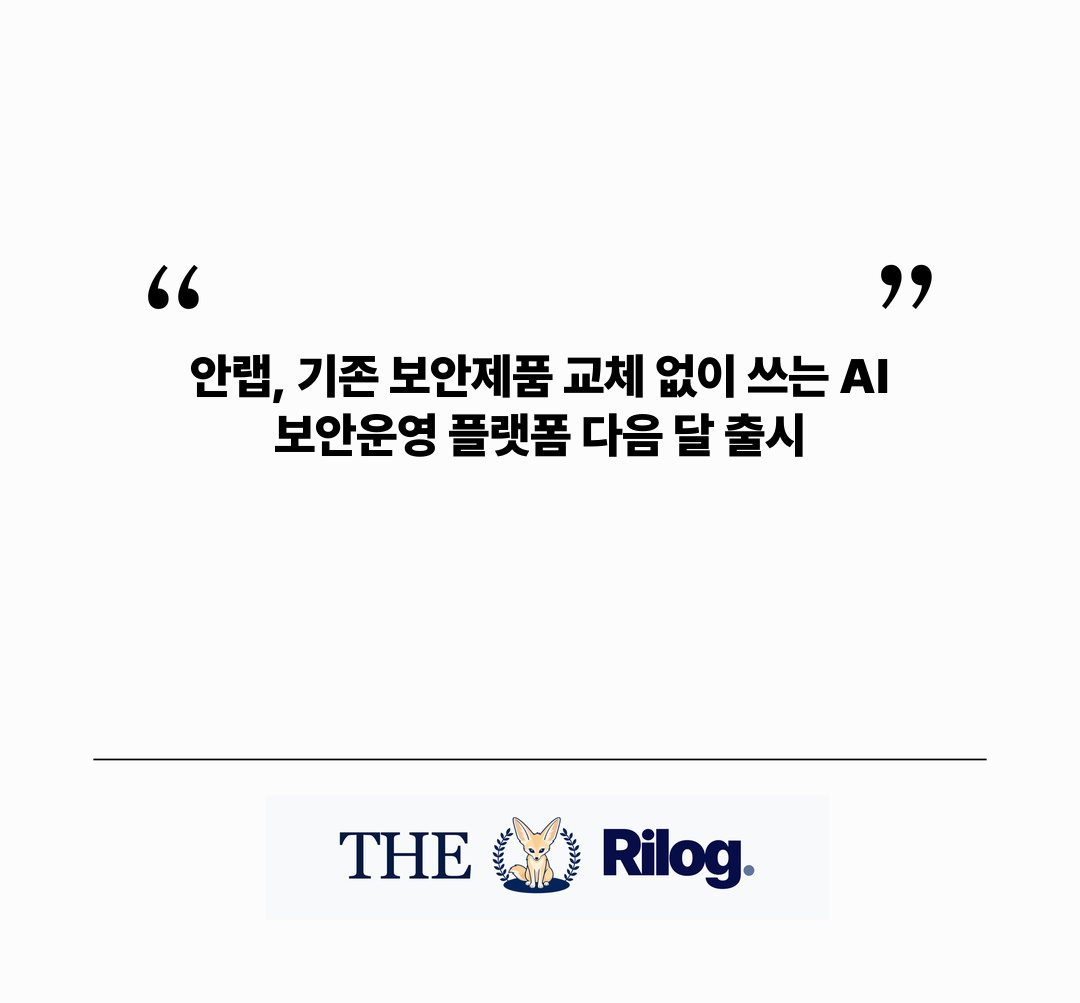 “ ”
안랩, 기존 보안제품 교체 없이 쓰는 AI
보안운영 플랫폼 다음 달 출시
THE Rilog.